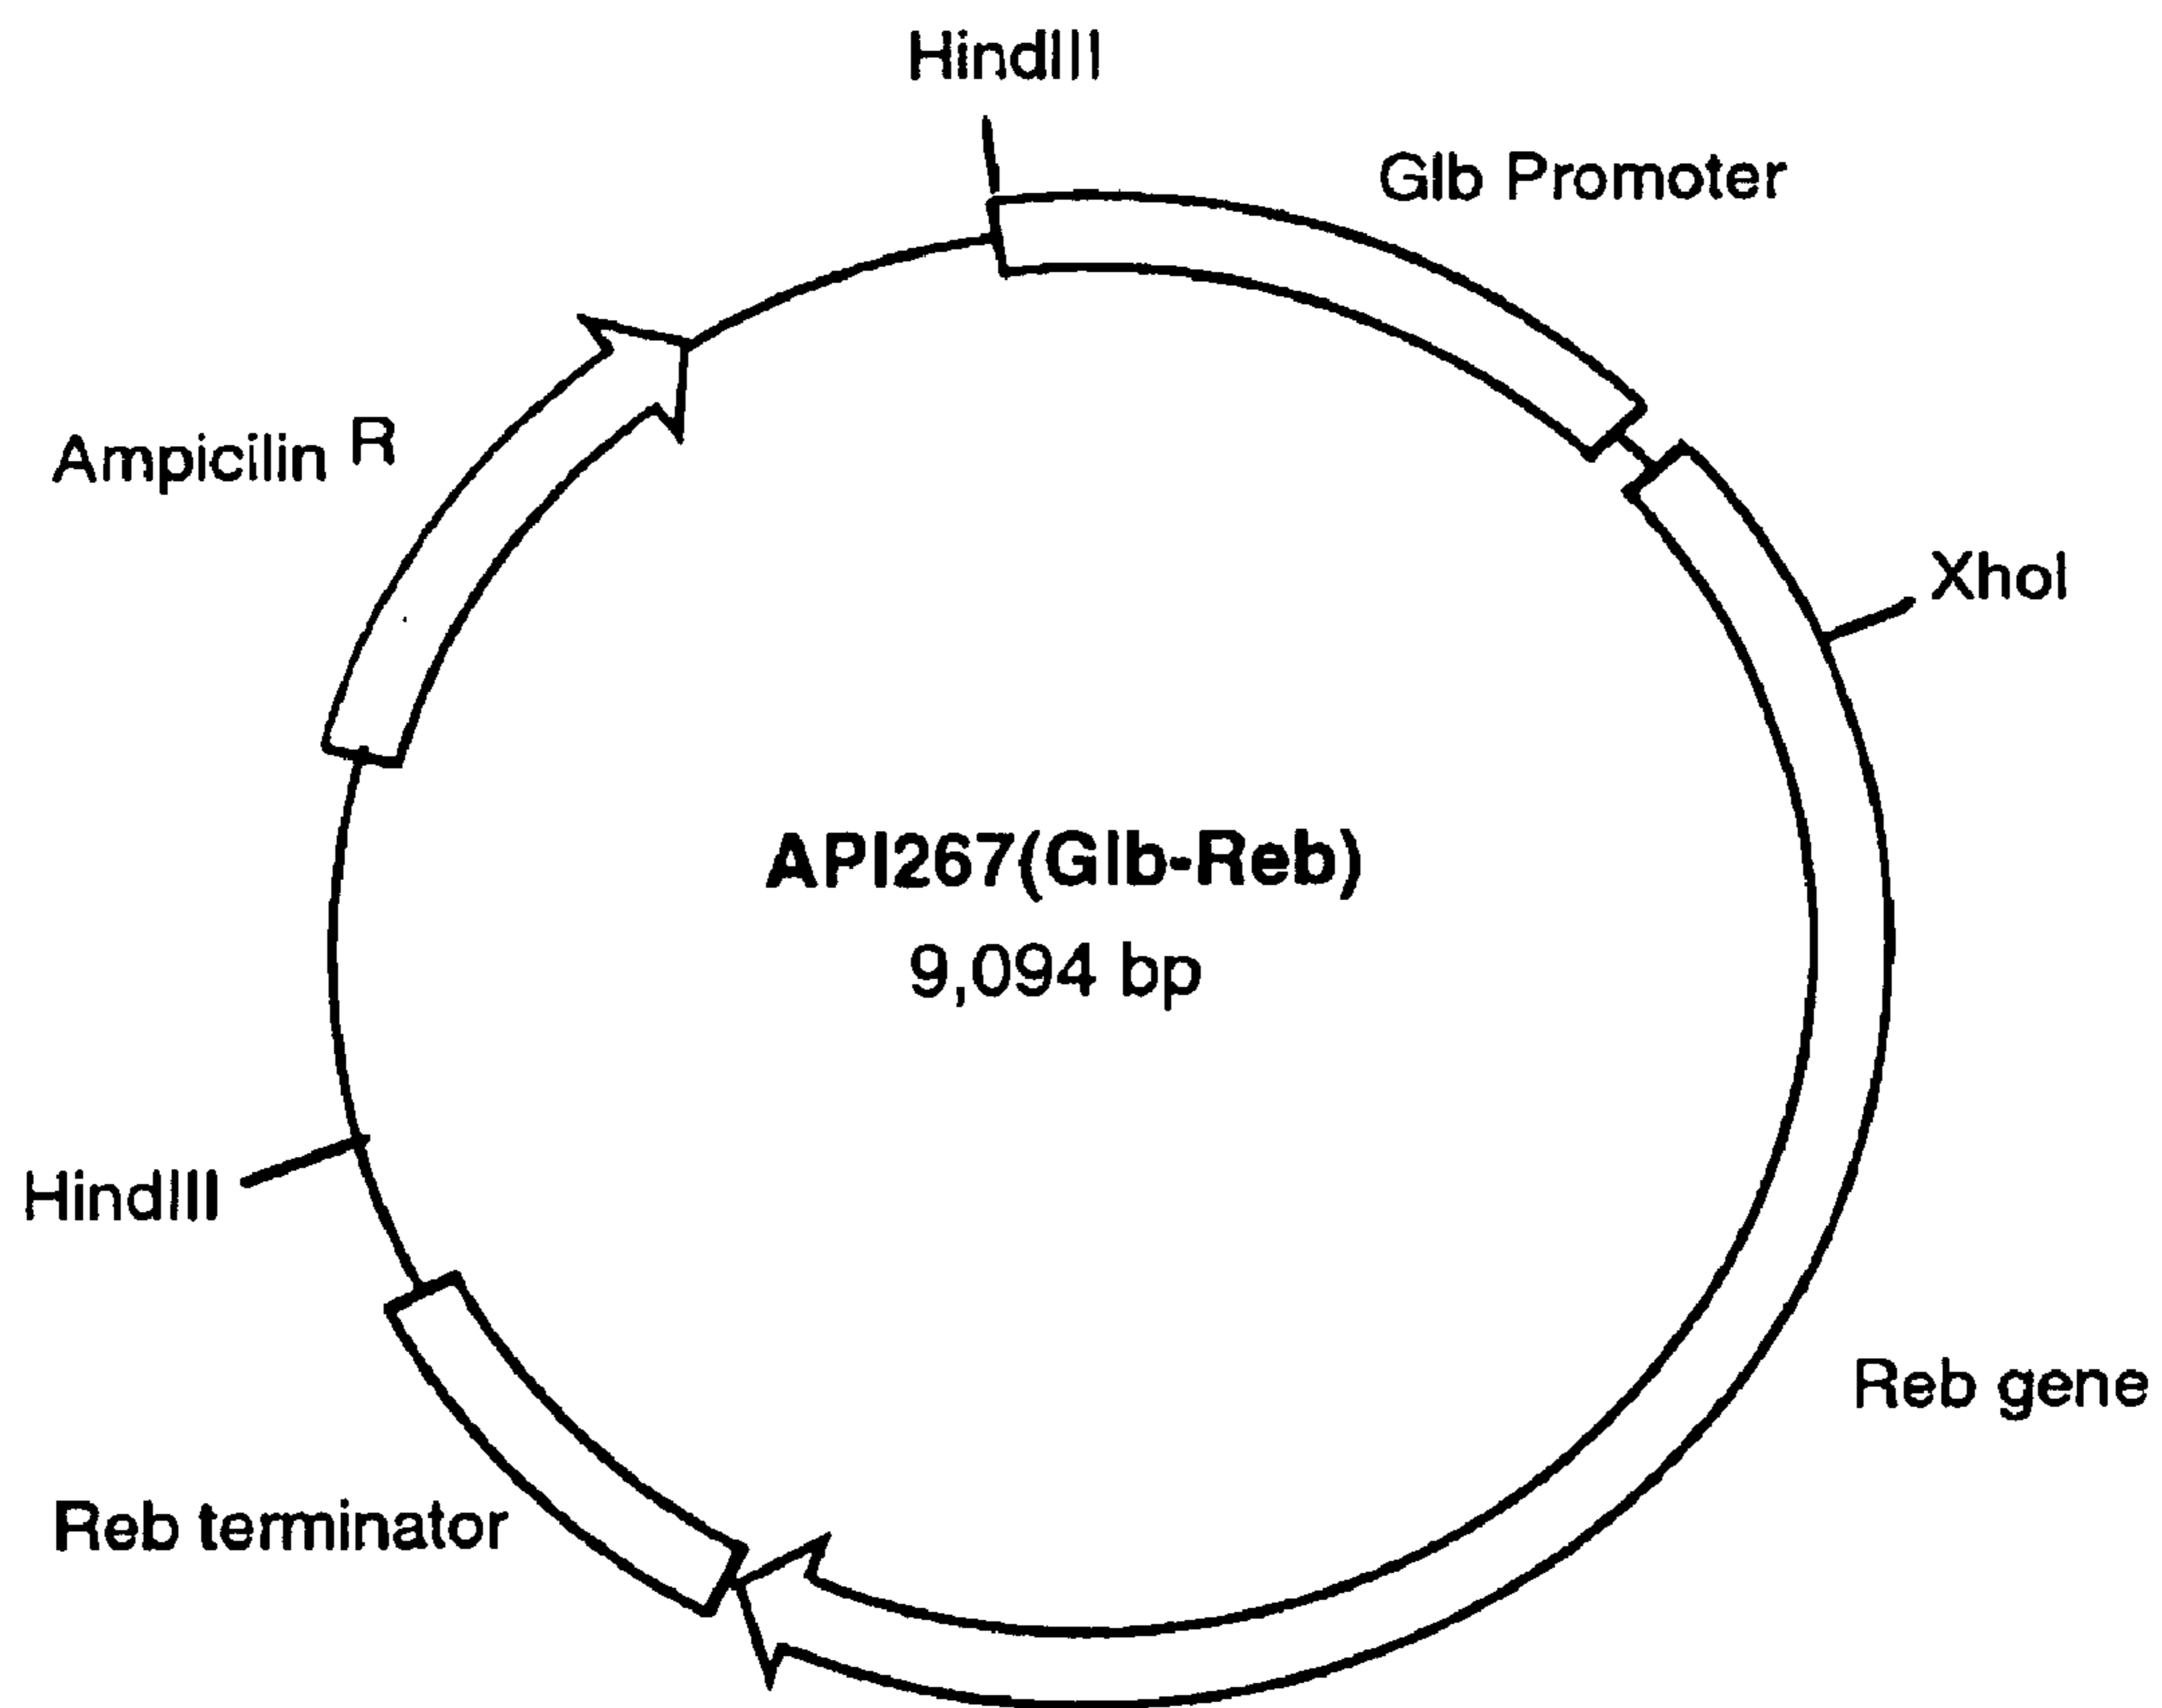 HindIII
Glb Promoter
Ampicilin R
XhoI
API267(Glb-Reb)
9,094 bp
HindIII
Reb gene
Reb terminator